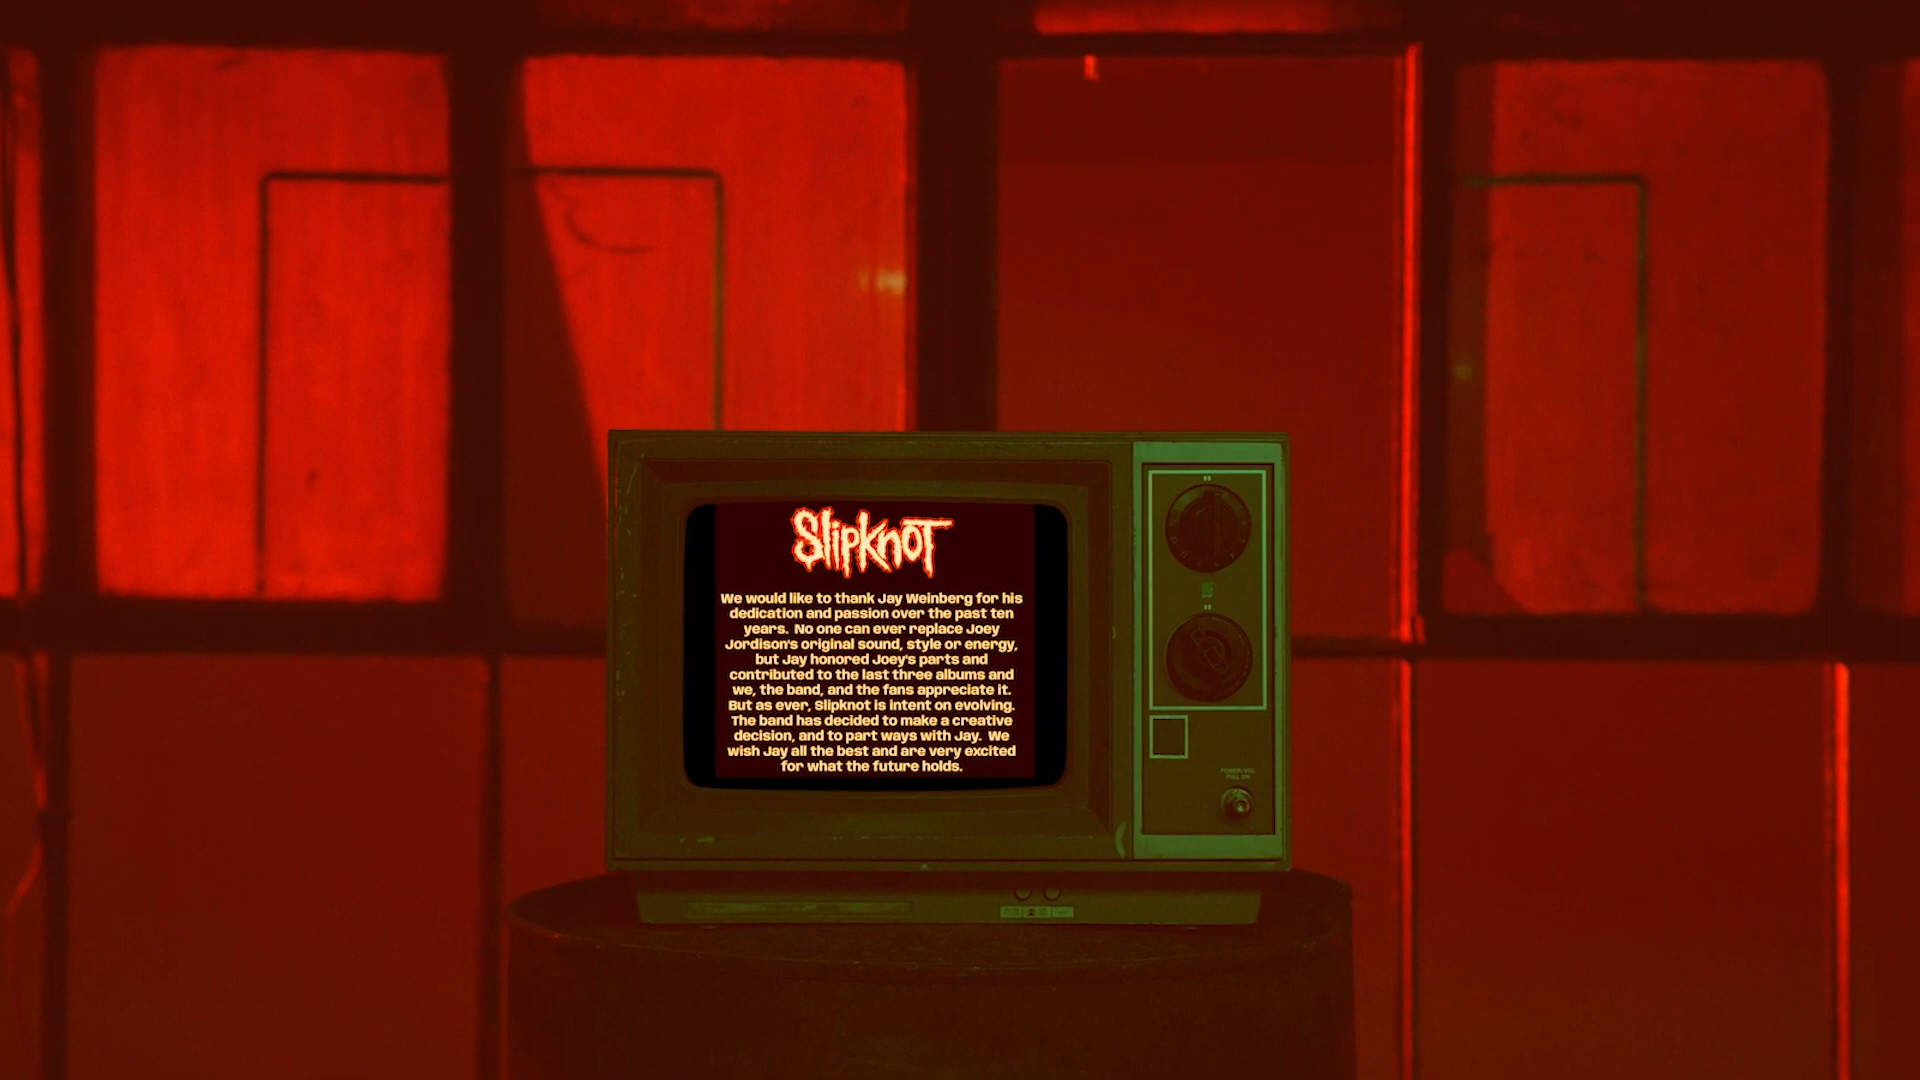 SlipknoT
We would like to thank Jay Weinberg for his
dedication and passion over the past ten
years. No one can ever replace Joey
Jordison's original sound, style or energy,
but Jay honored Joey's parts and
contributed to the last three albums and
we, the band, and the fans appreciate it.
But as ever, Slipknot is intent on evolving.
The band has decided to make a creative
decision, and to part ways with Jay. We
wish Jay all the best and are very excited
for what the future holds.
POWER/VOL
PULL ON